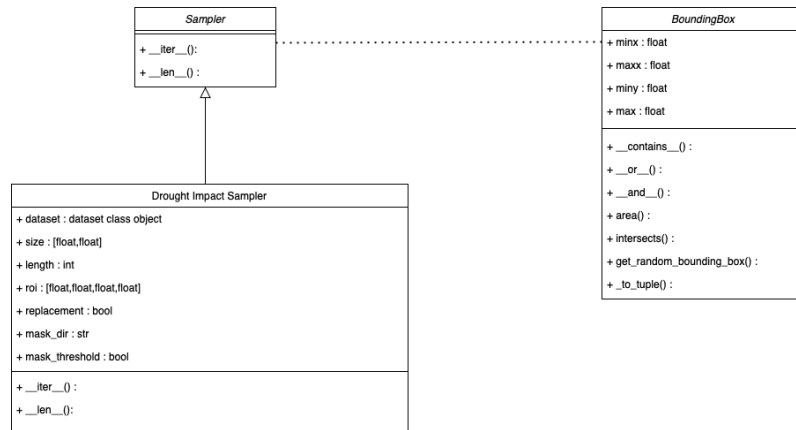 Sampler
+ __iter__():
+ __len__() :
BoundingBox
+ minx : float
+ maxx : float
+ miny : float
+ max : float
+ __contains__() :
+ __or__() :
+ __and__() :
+ area() :
+ intersects() :
+ get_random_bounding_box() :
+ _to_tuple() :
Drought Impact Sampler
+ dataset : dataset class object
+ size : [float,float]
+ length : int
+ roi : [float,float,float,float]
+ replacement : bool
+ mask_dir : str
+ mask_threshold : bool
+ __iter__() :
+ __len__():